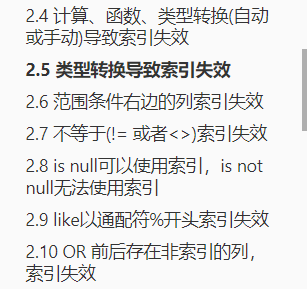 2.4 计算、函数、类型转换(自动
或手动)导致索引失效
2.5 类型转换导致索引失效
2.6 范围条件右边的列索引失效
2.7 不等于(!= 或者<>)索引失效
2.8 is null可以使用索引，is not
null无法使用索引
2.9 like以通配符%开头索引失效
2.10 OR 前后存在非索引的列，
索引失效